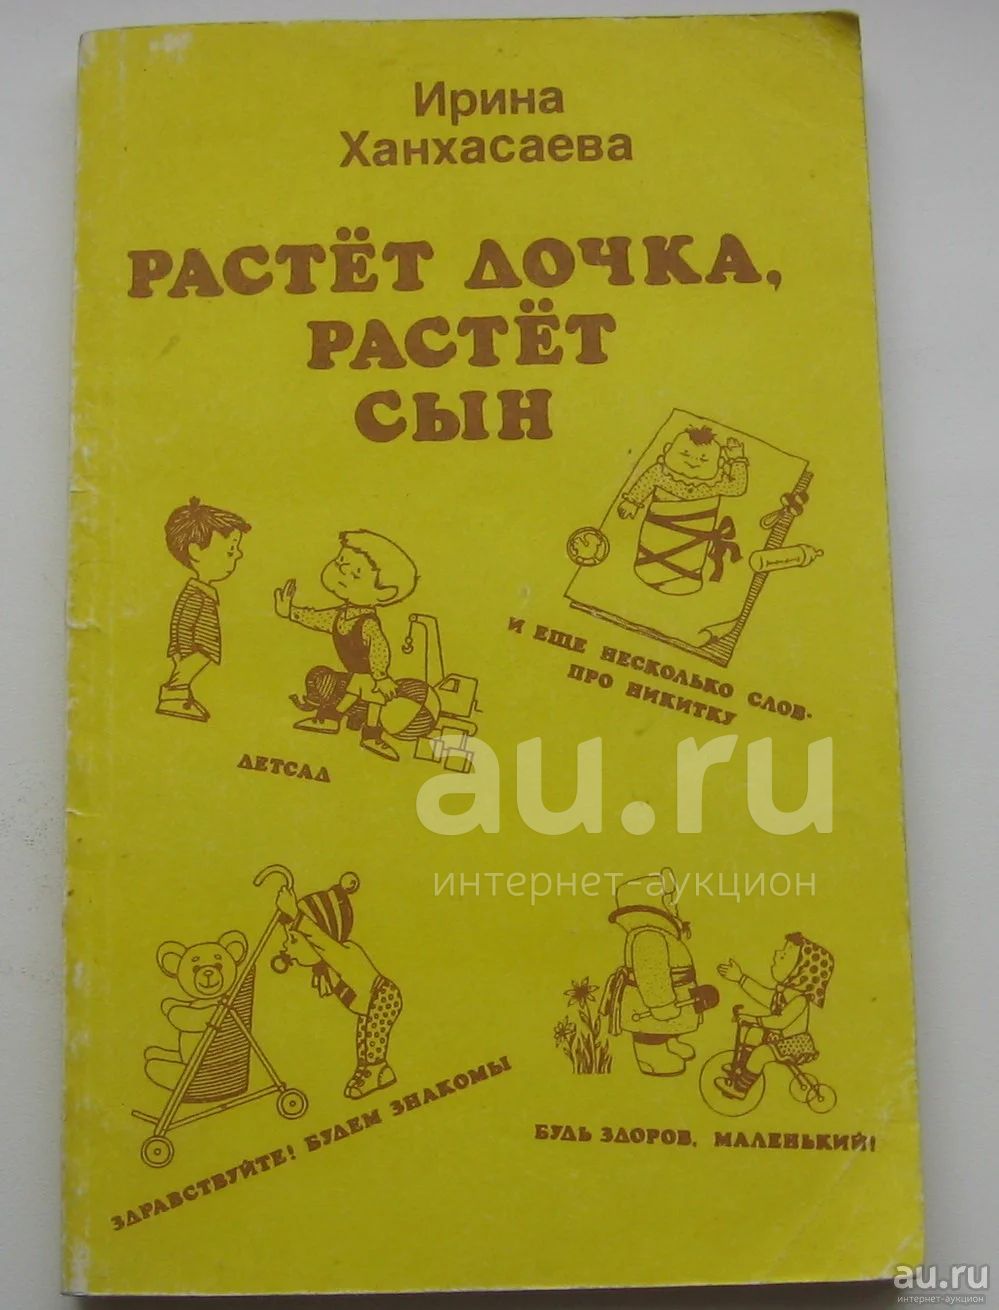 Ирина
Ханхасаева
РАСТЁТ ДОЧКА,
РАСТЁТ
СЫН
И ЕЩЕ НЕСКОЛЬКО СЛОВ-
ПРО НИКИТКУ
ДЕТСАД
au.ru
интернет-аукцион
ЗДРАВСТВУЙТЕ! БУДЕМ ЗНАКОМЫ
БУДЬ ЗДОРОВ, МАЛЕНЬКИЙ!
au.ru
интернет-аукцион